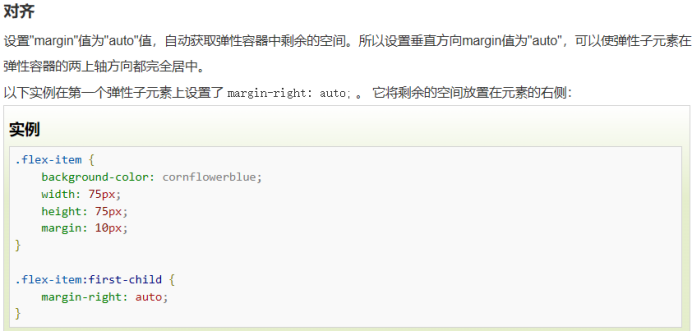 对齐
设置"margin"值为"auto"值，自动获取弹性容器中剩余的空间。所以设置垂直方向margin值为"auto"，可以使弹性子元素在
弹性容器的两上轴方向都完全居中。
以下实例在第一个弹性子元素上设置了 margin-right: auto; 。 它将剩余的空间放置在元素的右侧：
实例
.flex-item {
    background-color: cornflowerblue;
    width: 75px;
    height: 75px;
    margin: 10px;
}
.flex-item:first-child {
    margin-right: auto;
}